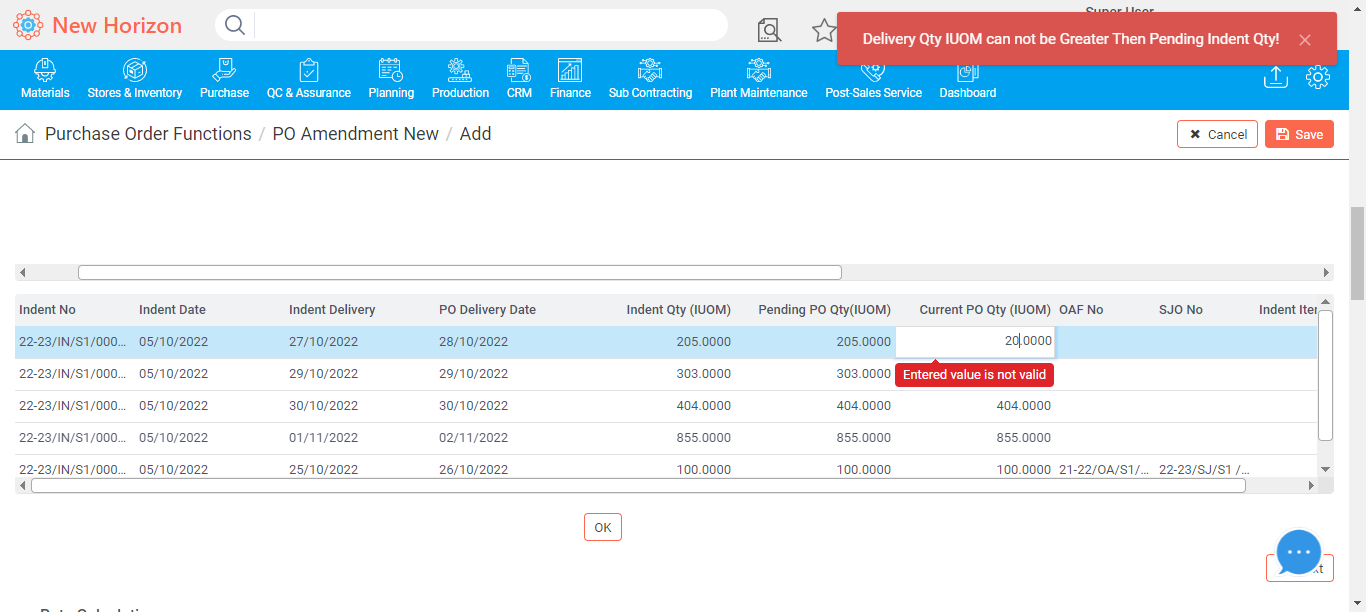 New Horizon
Super User
Delivery Qty IUOM can not be Greater Then Pending Indent Qty!
Materials Stores & Inventory Purchase QC & Assurance Planning Production CRM Finance Sub Contracting Plant Maintenance Post-Sales Service Dashboard
Purchase Order Functions / PO Amendment New / Add
Cancel Save
Indent No Indent Date Indent Delivery PO Delivery Date Indent Qty (IUOM) Pending PO Qty(IUOM) Current PO Qty (IUOM) OAF No SJO No Indent Iter
22-23/IN/S1/000... 05/10/2022 27/10/2022 28/10/2022 205.0000 205.0000 20.0000
22-23/IN/S1/000... 05/10/2022 29/10/2022 29/10/2022 303.0000 303.0000
Entered value is not valid
22-23/IN/S1/000... 05/10/2022 30/10/2022 30/10/2022 404.0000 404.0000 404.0000
22-23/IN/S1/000... 05/10/2022 01/11/2022 02/11/2022 855.0000 855.0000 855.0000
22-23/IN/S1/000... 05/10/2022 25/10/2022 26/10/2022 100.0000 100.0000 100.0000 21-22/OA/S1/... 22-23/SJ/S1 /...
OK